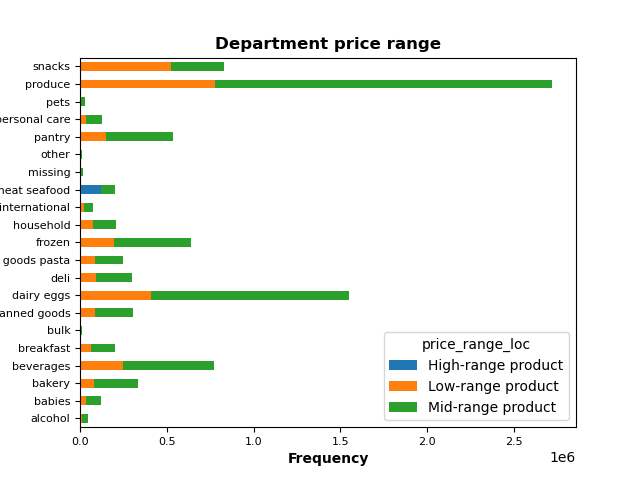 Department price range
snacks
produce
pets
personal care
pantry
other
missing
meat seafood
international
household
frozen
goods pasta
deli
dairy eggs
anned goods
bulk
breakfast
beverages
bakery
babies
alcohol
price_range_loc
High-range product
Low-range product
Mid-range product
0.0 0.5 1.0 1.5 2.0 2.5
1e6
Frequency